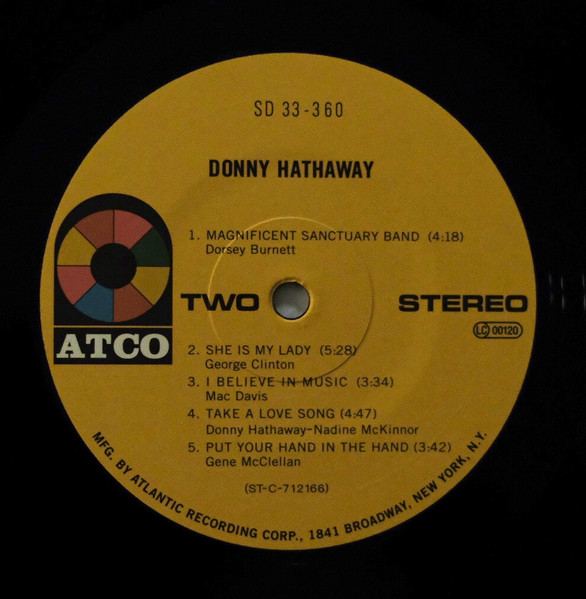 SD 33-360
DONNY HATHAWAY
1. MAGNIFICENT SANCTUARY BAND (4:18)
Dorsey Burnett
TWO STEREO
LC 00120
ATCO
2. SHE IS MY LADY (5:28)
George Clinton
3. I BELIEVE IN MUSIC (3:34)
Mac Davis
4. TAKE A LOVE SONG (4:47)
Donny Hathaway-Nadine McKinnor
5. PUT YOUR HAND IN THE HAND (3:42)
Gene McClellan
(ST-C-712166)
MFG. BY ATLANTIC RECORDING CORP., 1841 BROADWAY, NEW YORK, N.Y.